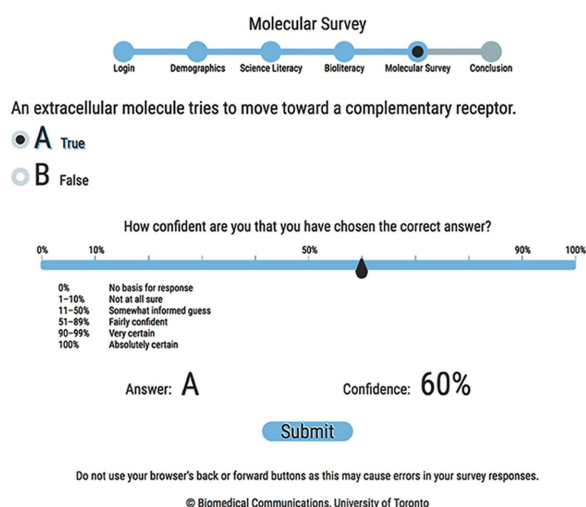 Molecular Survey
Login Demographics Science Literacy Bioliteracy Molecular Survey Conclusion
An extracellular molecule tries to move toward a complementary receptor.
A True
B False
How confident are you that you have chosen the correct answer?
0% 10% 50% 90% 100%
0% No basis for response
1–10% Not at all sure
11–50% Somewhat informed guess
51–89% Fairly confident
90–99% Very certain
100% Absolutely certain
Answer: A Confidence: 60%
Submit
Do not use your browser's back or forward buttons as this may cause errors in your survey responses.
© Biomedical Communications, University of Toronto